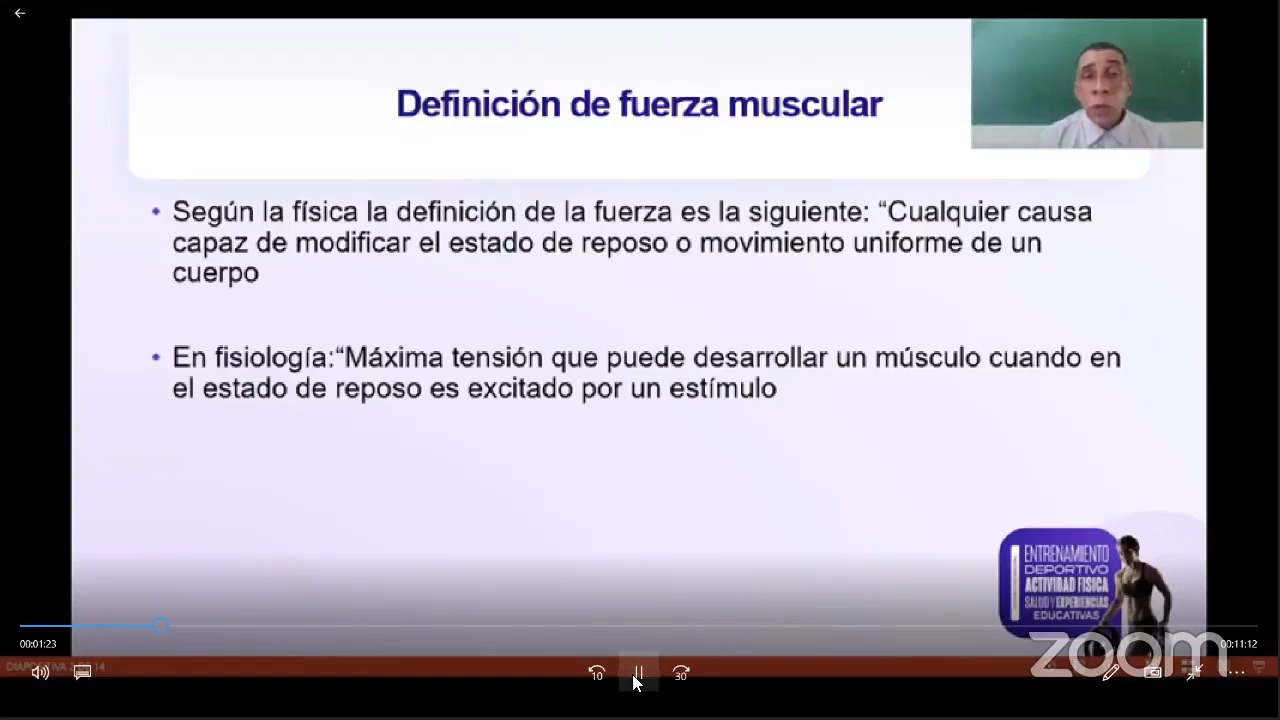 Definición de fuerza muscular
• Según la física la definición de la fuerza es la siguiente: “Cualquier causa
capaz de modificar el estado de reposo o movimiento uniforme de un
cuerpo
• En fisiología:“Máxima tensión que puede desarrollar un músculo cuando en
el estado de reposo es excitado por un estímulo
ENTRENAMIENTO
DEPORTIVO
ACTIVIDAD FISICA
SALUD Y EXPERIENCIAS
EDUCATIVAS
zoom
00:01:23
00:11:12
10
30